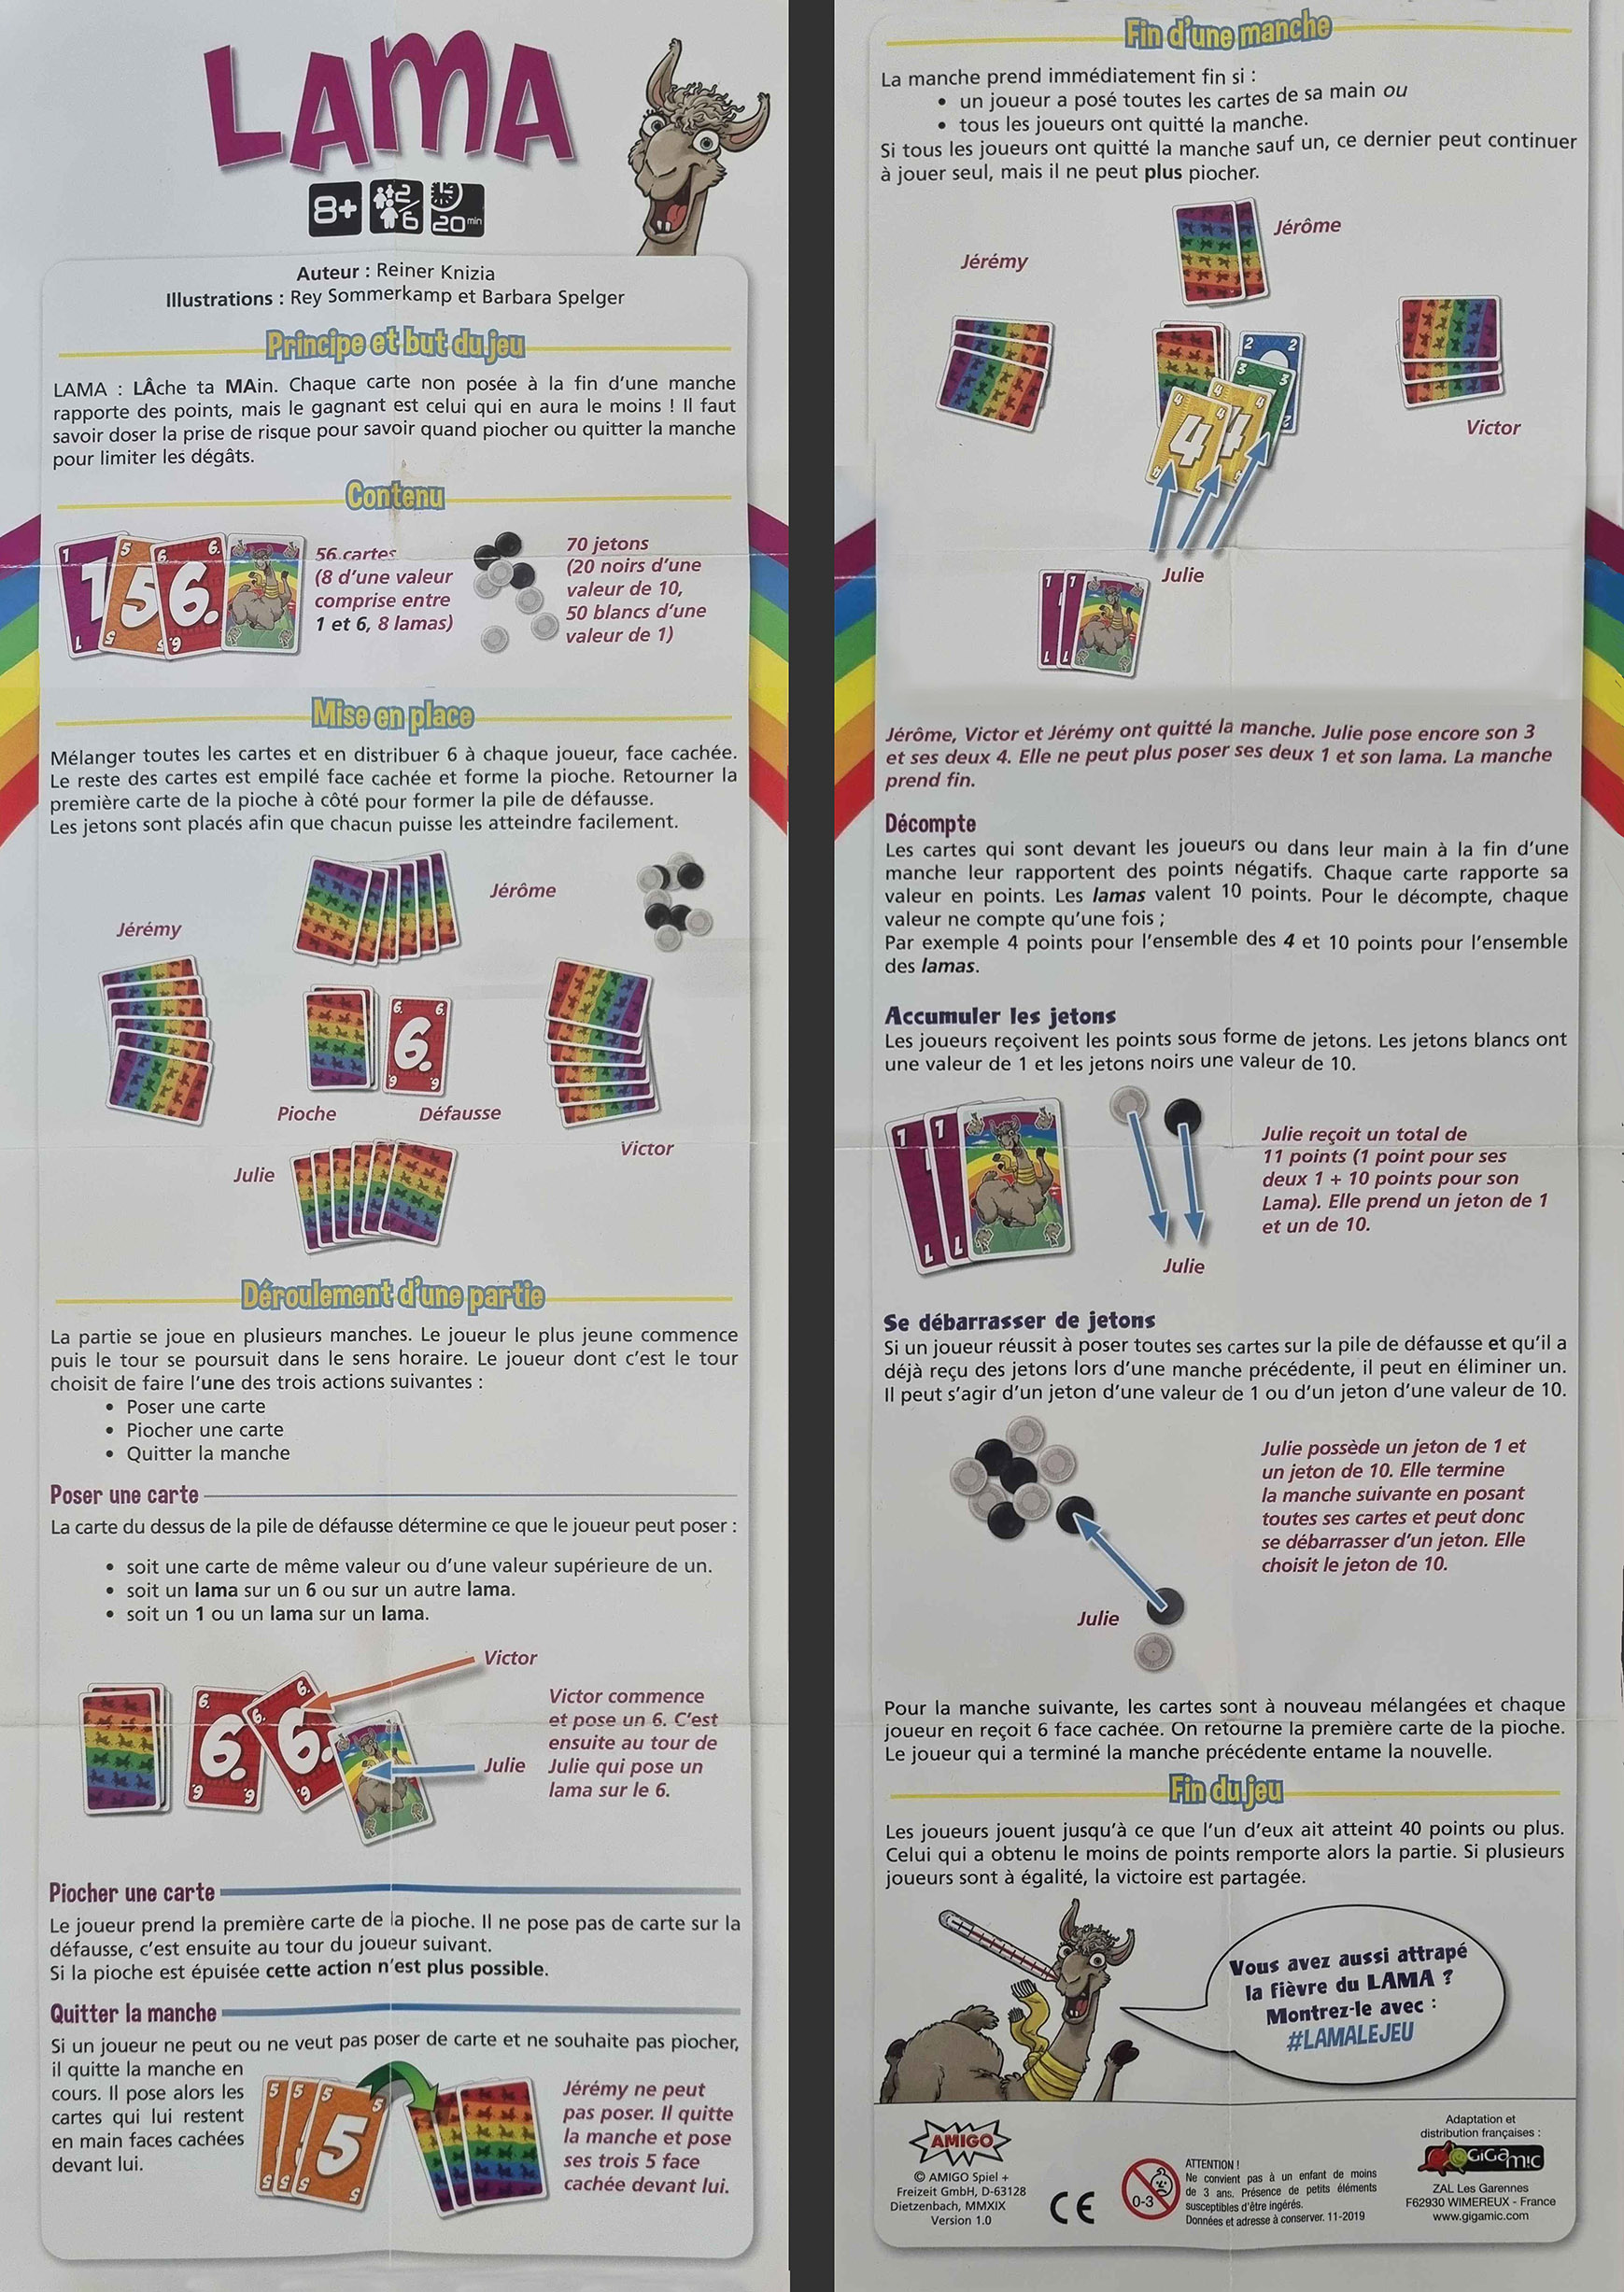 LAMA
8+
2
6
20 min
Auteur : Reiner Knizia
Illustrations : Rey Sommerkamp et Barbara Spelger
Principe et but du jeu
LAMA : LÂche ta MAin. Chaque carte non posée à la fin d'une manche
rapporte des points, mais le gagnant est celui qui en aura le moins ! Il faut
savoir doser la prise de risque pour savoir quand piocher ou quitter la manche
pour limiter les dégâts.
Contenu
1 5 6.
56 cartes
(8 d'une valeur
comprise entre
1 et 6, 8 lamas)
70 jetons
(20 noirs d'une
valeur de 10,
50 blancs d'une
valeur de 1)
Mise en place
Mélanger toutes les cartes et en distribuer 6 à chaque joueur, face cachée.
Le reste des cartes est empilé face cachée et forme la pioche. Retourner la
première carte de la pioche à côté pour former la pile de défausse.
Les jetons sont placés afin que chacun puisse les atteindre facilement.
Jérôme
Jérémy
6.
Pioche
Défausse
Victor
Julie
Déroulement d'une partie
La partie se joue en plusieurs manches. Le joueur le plus jeune commence
puis le tour se poursuit dans le sens horaire. Le joueur dont c'est le tour
choisit de faire l'une des trois actions suivantes :
• Poser une carte
• Piocher une carte
• Quitter la manche
Poser une carte
La carte du dessus de la pile de défausse détermine ce que le joueur peut poser :
• soit une carte de même valeur ou d'une valeur supérieure de un.
• soit un lama sur un 6 ou sur un autre lama.
• soit un 1 ou un lama sur un lama.
Victor
6. 6.
Julie
Victor commence
et pose un 6. C'est
ensuite au tour de
Julie qui pose un
lama sur le 6.
Piocher une carte
Le joueur prend la première carte de la pioche. Il ne pose pas de carte sur la
défausse, c'est ensuite au tour du joueur suivant.
Si la pioche est épuisée cette action n'est plus possible.
Quitter la manche
Si un joueur ne peut ou ne veut pas poser de carte et ne souhaite pas piocher,
il quitte la manche en
cours. Il pose alors les
cartes qui lui restent
en main faces cachées
devant lui.
5 5 5
Jérémy ne peut
pas poser. Il quitte
la manche et pose
ses trois 5 face
cachée devant lui.
Fin d'une manche
La manche prend immédiatement fin si :
• un joueur a posé toutes les cartes de sa main ou
• tous les joueurs ont quitté la manche.
Si tous les joueurs ont quitté la manche sauf un, ce dernier peut continuer
à jouer seul, mais il ne peut plus piocher.
Jérôme
Jérémy
2 3 4 4
Victor
Julie
1 1
Jérôme, Victor et Jérémy ont quitté la manche. Julie pose encore son 3
et ses deux 4. Elle ne peut plus poser ses deux 1 et son lama. La manche
prend fin.
Décompte
Les cartes qui sont devant les joueurs ou dans leur main à la fin d'une
manche leur rapportent des points négatifs. Chaque carte rapporte sa
valeur en points. Les lamas valent 10 points. Pour le décompte, chaque
valeur ne compte qu'une fois ;
Par exemple 4 points pour l'ensemble des 4 et 10 points pour l'ensemble
des lamas.
Accumuler les jetons
Les joueurs reçoivent les points sous forme de jetons. Les jetons blancs ont
une valeur de 1 et les jetons noirs une valeur de 10.
1 1
Julie
Julie reçoit un total de
11 points (1 point pour ses
deux 1 + 10 points pour son
Lama). Elle prend un jeton de 1
et un de 10.
Se débarrasser de jetons
Si un joueur réussit à poser toutes ses cartes sur la pile de défausse et qu'il a
déjà reçu des jetons lors d'une manche précédente, il peut en éliminer un.
Il peut s'agir d'un jeton d'une valeur de 1 ou d'un jeton d'une valeur de 10.
Julie
Julie possède un jeton de 1 et
un jeton de 10. Elle termine
la manche suivante en posant
toutes ses cartes et peut donc
se débarrasser d'un jeton. Elle
choisit le jeton de 10.
Pour la manche suivante, les cartes sont à nouveau mélangées et chaque
joueur en reçoit 6 face cachée. On retourne la première carte de la pioche.
Le joueur qui a terminé la manche précédente entame la nouvelle.
Fin du jeu
Les joueurs jouent jusqu'à ce que l'un d'eux ait atteint 40 points ou plus.
Celui qui a obtenu le moins de points remporte alors la partie. Si plusieurs
joueurs sont à égalité, la victoire est partagée.
Vous avez aussi attrapé
la fièvre du LAMA ?
Montrez-le avec :
#LAMALEJEU
AMIGO
© AMIGO Spiel +
Freizeit GmbH, D-63128
Dietzenbach, MMXIX
Version 1.0
CE
0-3
ATTENTION !
Ne convient pas à un enfant de moins
de 3 ans. Présence de petits éléments
susceptibles d'être ingérés.
Données et adresse à conserver. 11-2019
Adaptation et
distribution françaises :
GiGamic
ZAL Les Garennes
F62930 WIMEREUX - France
www.gigamic.com